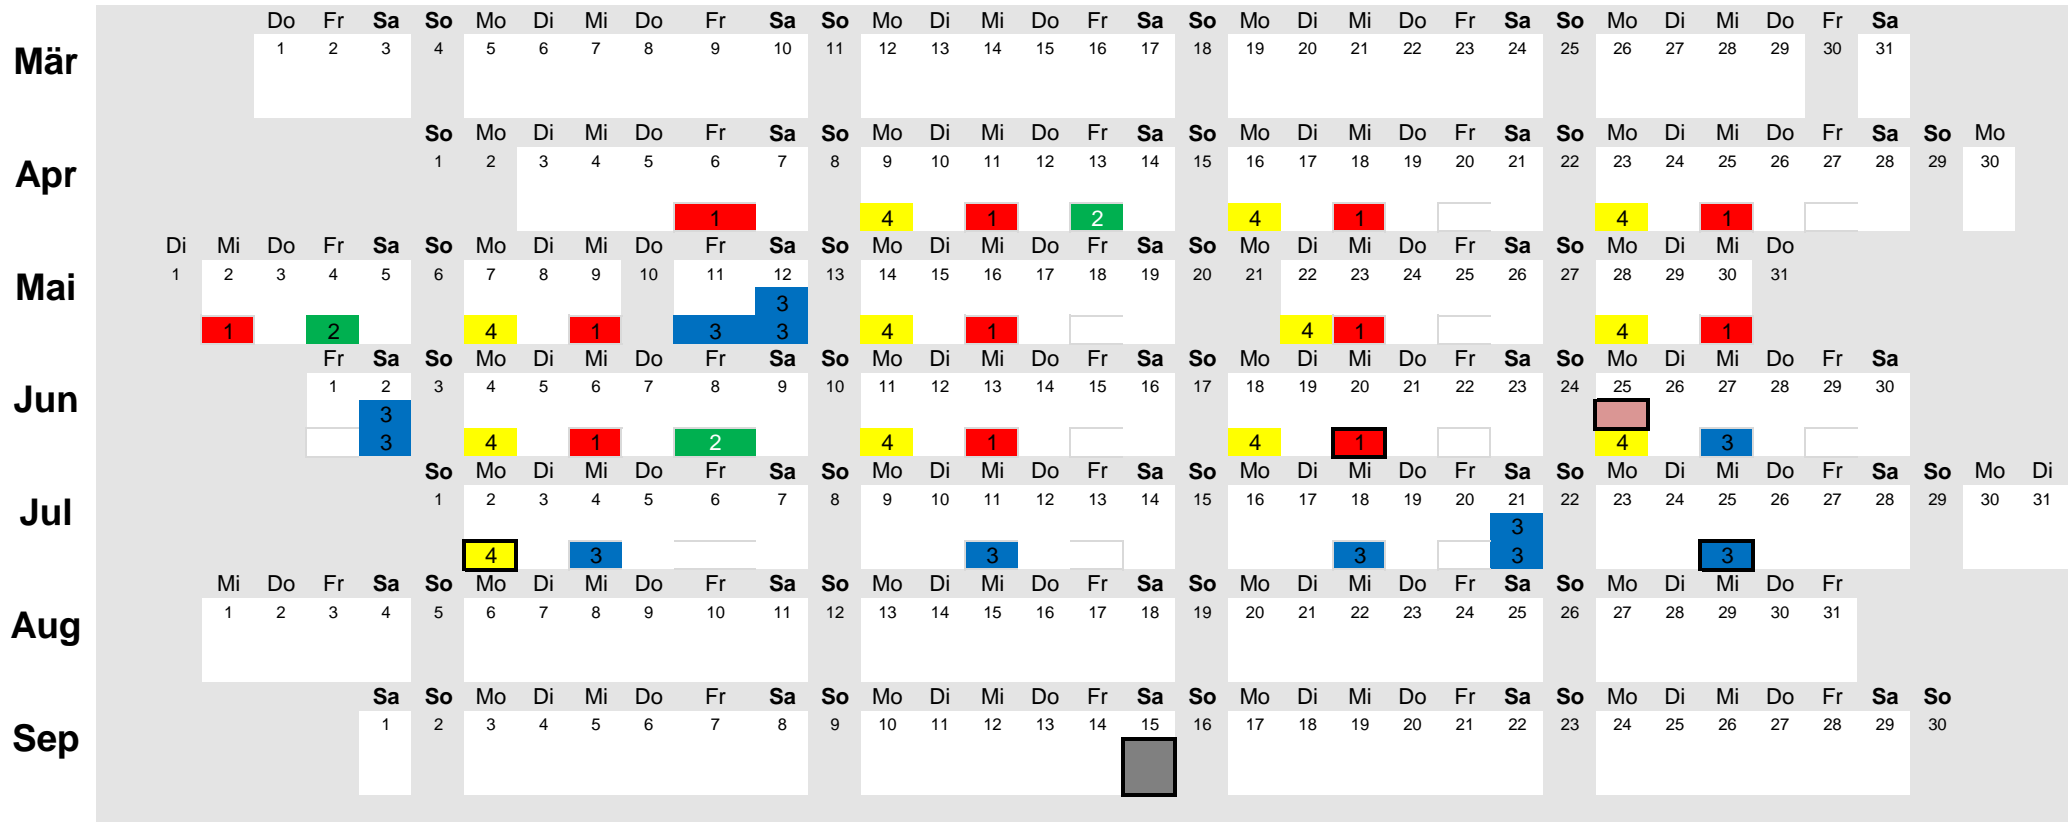 Do Fr Sa So Mo Di Mi Do Fr Sa So Mo Di Mi Do Fr Sa So Mo Di Mi Do Fr Sa So Mo Di Mi Do Fr Sa
Mär 1 2 3 4 5 6 7 8 9 10 11 12 13 14 15 16 17 18 19 20 21 22 23 24 25 26 27 28 29 30 31
So Mo Di Mi Do Fr Sa So Mo Di Mi Do Fr Sa So Mo Di Mi Do Fr Sa So Mo Di Mi Do Fr Sa So Mo
Apr 1 2 3 4 5 6 7 8 9 10 11 12 13 14 15 16 17 18 19 20 21 22 23 24 25 26 27 28 29 30
1 4 1 2 4 1 4 1
Di Mi Do Fr Sa So Mo Di Mi Do Fr Sa So Mo Di Mi Do Fr Sa So Mo Di Mi Do Fr Sa So Mo Di Mi Do
Mai 1 2 3 4 5 6 7 8 9 10 11 12 13 14 15 16 17 18 19 20 21 22 23 24 25 26 27 28 29 30 31
3
1 2 4 1 3 3 4 1 4 1 4 1
Fr Sa So Mo Di Mi Do Fr Sa So Mo Di Mi Do Fr Sa So Mo Di Mi Do Fr Sa So Mo Di Mi Do Fr Sa
Jun 1 2 3 4 5 6 7 8 9 10 11 12 13 14 15 16 17 18 19 20 21 22 23 24 25 26 27 28 29 30
3
3 4 1 2 4 1 4 1 4 3
So Mo Di Mi Do Fr Sa So Mo Di Mi Do Fr Sa So Mo Di Mi Do Fr Sa So Mo Di Mi Do Fr Sa So Mo Di
Jul 1 2 3 4 5 6 7 8 9 10 11 12 13 14 15 16 17 18 19 20 21 22 23 24 25 26 27 28 29 30 31
3
4 3 3 3 3 3
Mi Do Fr Sa So Mo Di Mi Do Fr Sa So Mo Di Mi Do Fr Sa So Mo Di Mi Do Fr Sa So Mo Di Mi Do Fr
Aug 1 2 3 4 5 6 7 8 9 10 11 12 13 14 15 16 17 18 19 20 21 22 23 24 25 26 27 28 29 30 31
Sa So Mo Di Mi Do Fr Sa So Mo Di Mi Do Fr Sa So Mo Di Mi Do Fr Sa So Mo Di Mi Do Fr Sa So
Sep 1 2 3 4 5 6 7 8 9 10 11 12 13 14 15 16 17 18 19 20 21 22 23 24 25 26 27 28 29 30